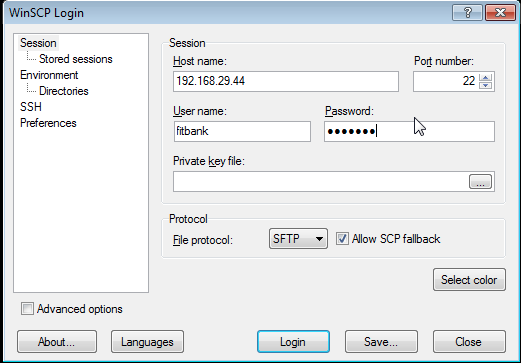 WinSCP Login
Session
Stored sessions
Environment
Directories
SSH
Preferences
Session
Host name:
Port number:
192.168.29.44
22
User name:
Password:
fitbank
●●●●●●●
Private key file:
...
Protocol
File protocol:
SFTP
Allow SCP fallback
Select color
Advanced options
About...
Languages
Login
Save...
Close